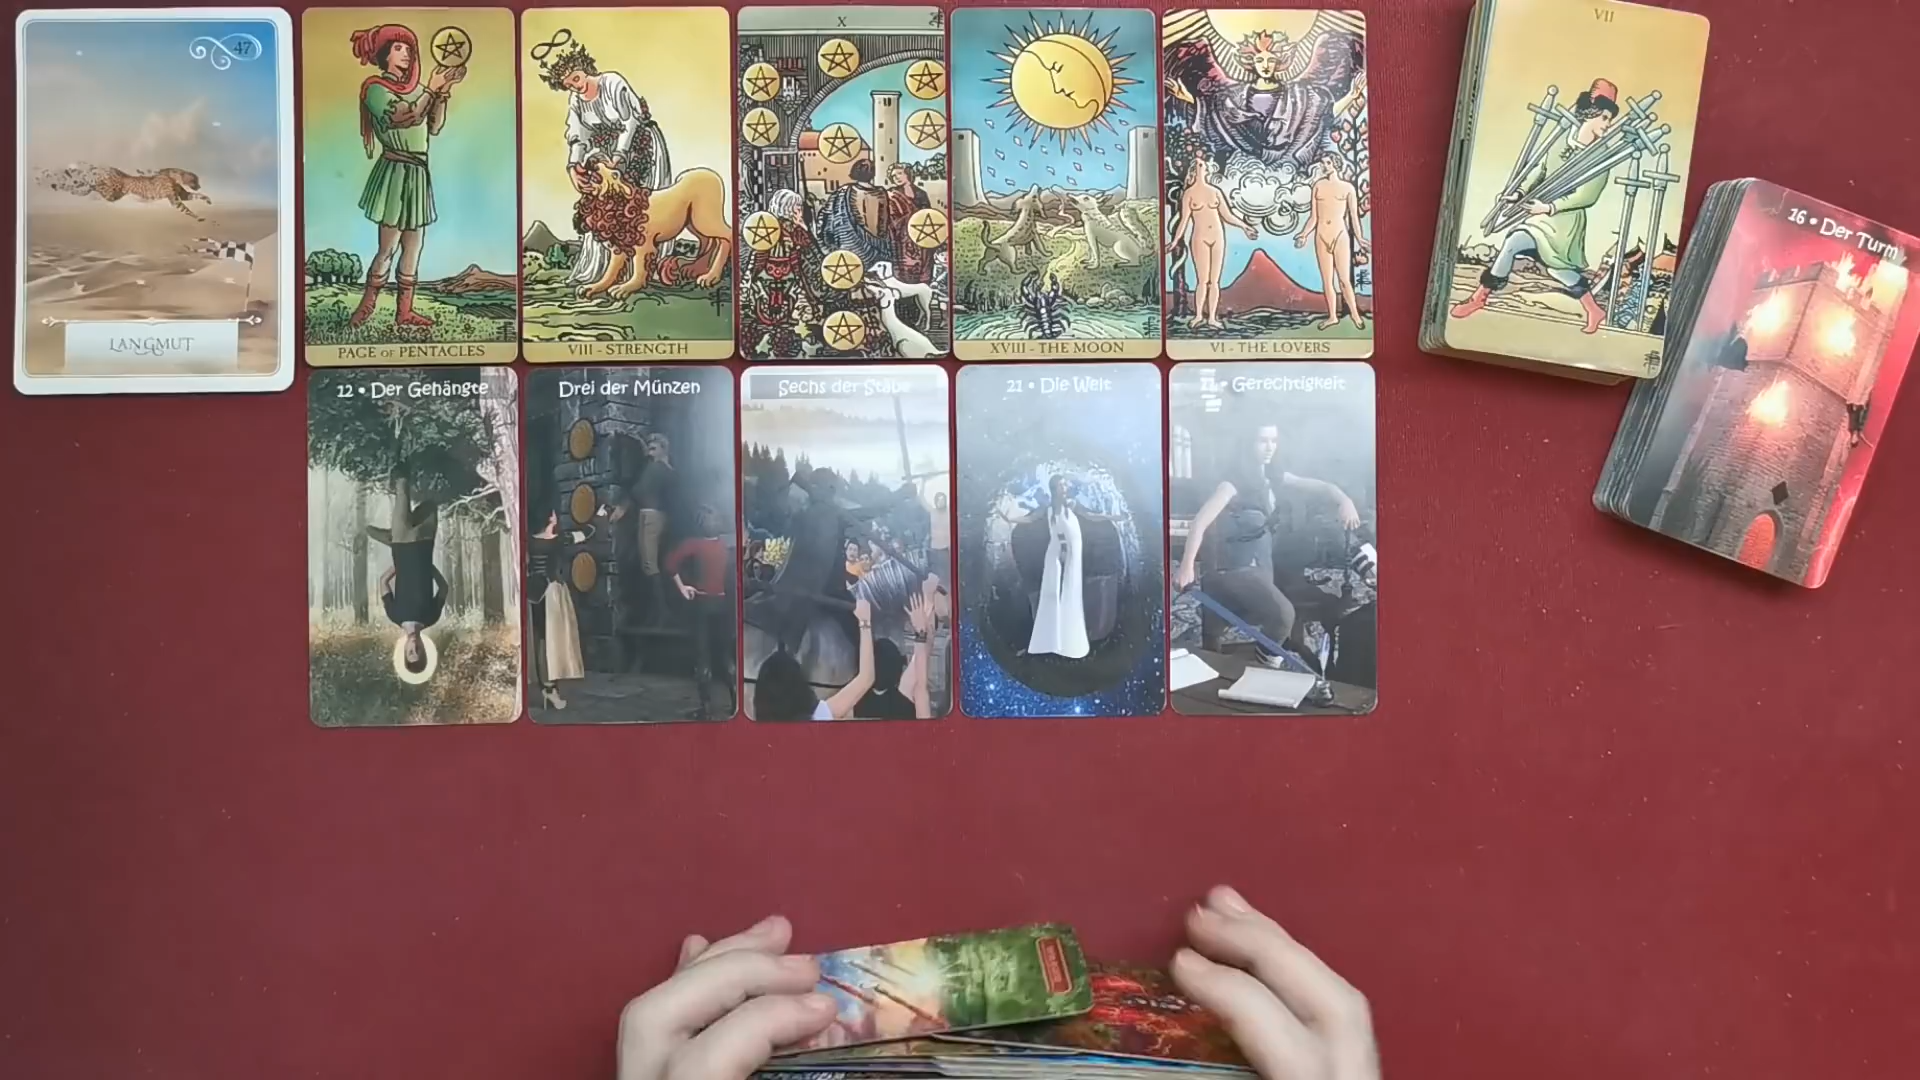 47
LANGMUT
PAGE OF PENTACLES
VIII - STRENGTH
X
XVIII - THE MOON
VI - THE LOVERS
VII
16 • Der Turm
12 • Der Gehängte
Drei der Münzen
Sechs der Stäbe
21 • Die Welt
11 • Gerechtigkeit